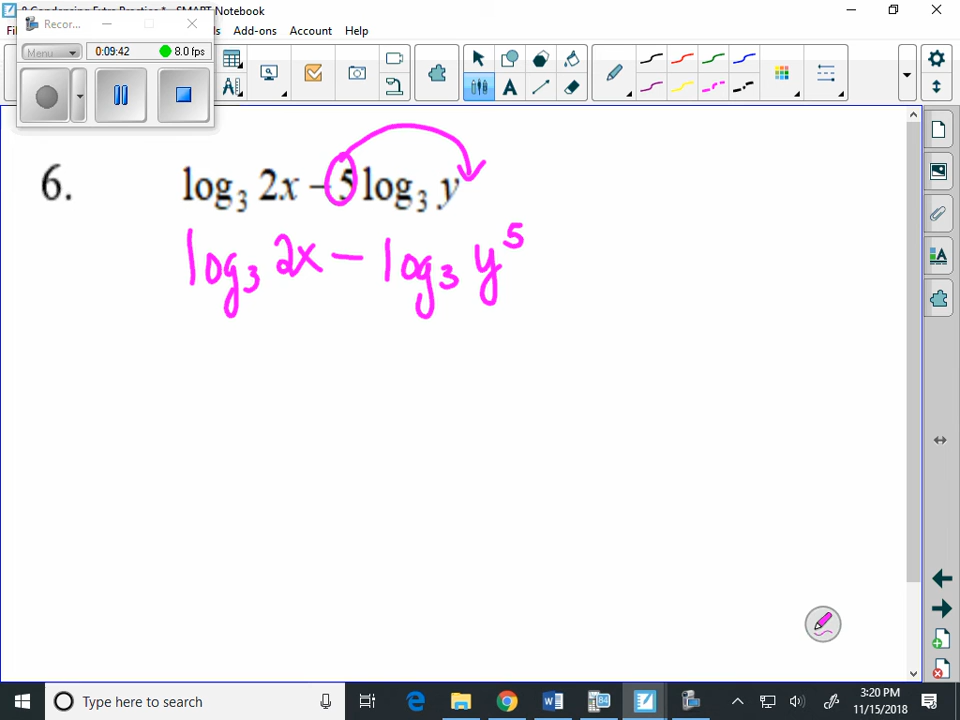 8 Condensing Extra Practice * - SMART Notebook
Recor...
Add-ons Account Help
Menu 0:09:42 8.0 fps
A
6. log₃ 2x – 5 log₃ y
log₃ 2x – log₃ y⁵
Type here to search
3:20 PM
11/15/2018